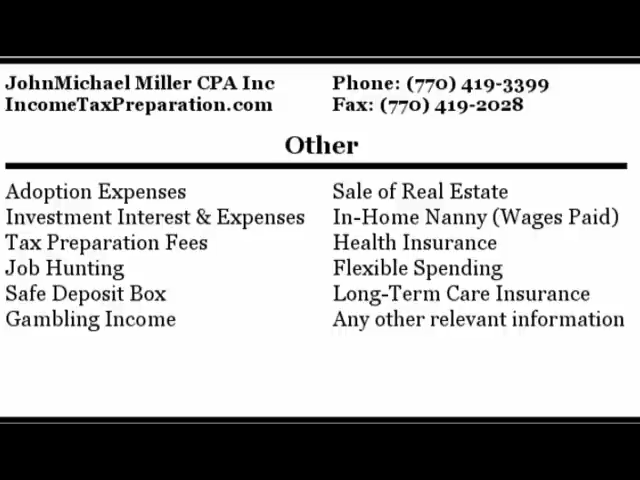 JohnMichael Miller CPA Inc
IncomeTaxPreparation.com
Phone: (770) 419-3399
Fax: (770) 419-2028
Other
Adoption Expenses
Investment Interest & Expenses
Tax Preparation Fees
Job Hunting
Safe Deposit Box
Gambling Income
Sale of Real Estate
In-Home Nanny (Wages Paid)
Health Insurance
Flexible Spending
Long-Term Care Insurance
Any other relevant information